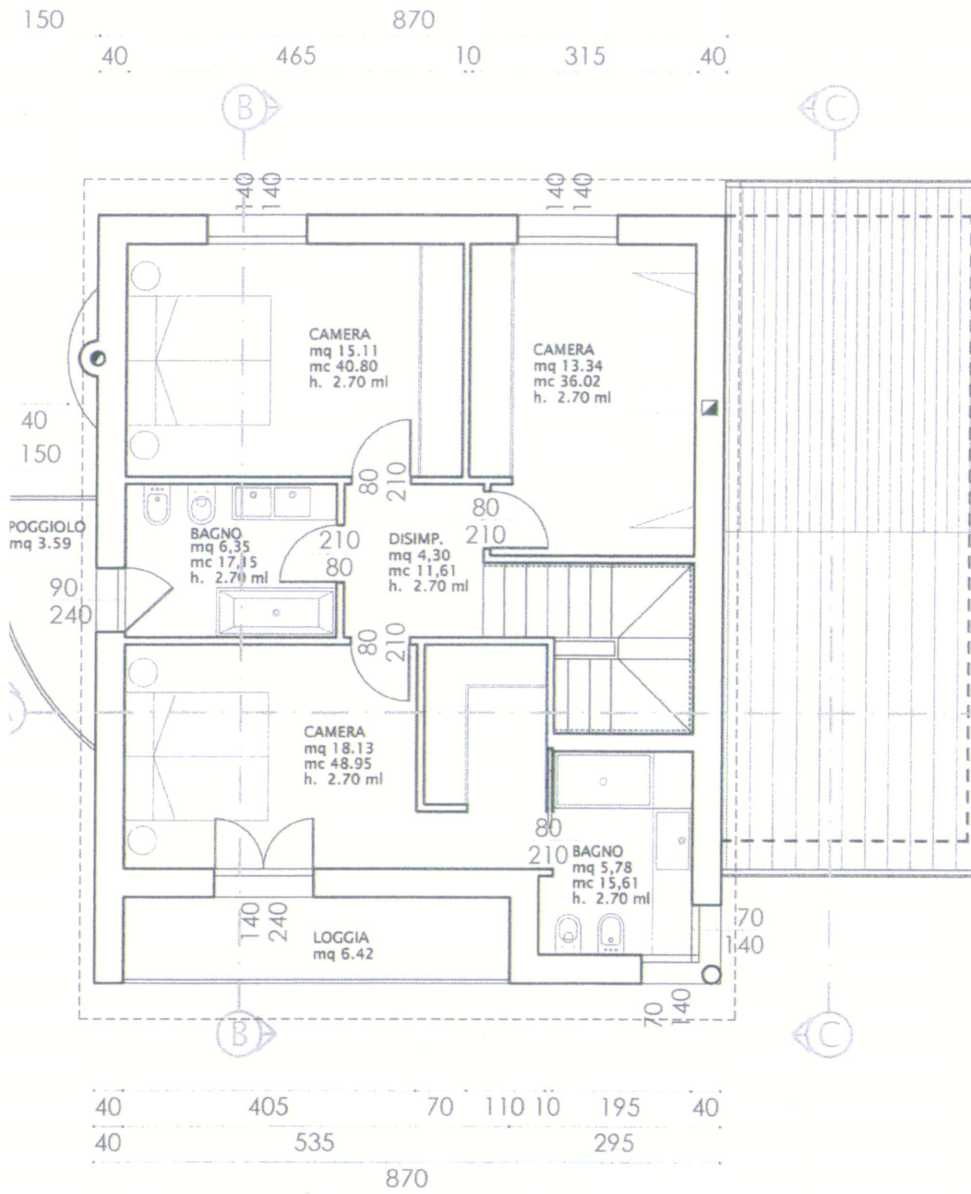 150
870
40
465
10
315
40
B
C
140
140
140
140
CAMERA
mq 15.11
mc 40.80
h. 2.70 ml
CAMERA
mq 13.34
mc 36.02
h. 2.70 ml
40
150
80
210
80
210
POGGIOLO
mq 3.59
BAGNO
mq 6,35
mc 17,15
h. 2.70 ml
210
80
DISIMP.
mq 4,30
mc 11,61
h. 2.70 ml
90
240
80
210
CAMERA
mq 18.13
mc 48.95
h. 2.70 ml
80
210
BAGNO
mq 5,78
mc 15,61
h. 2.70 ml
140
240
LOGGIA
mq 6.42
70
140
70
140
B
C
40
405
70
110
10
195
40
40
535
295
870